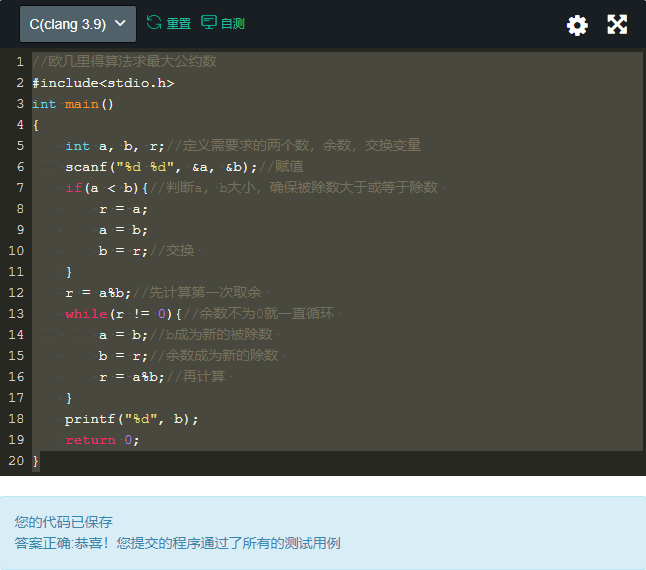 C(clang 3.9) 重置 自测
1 //欧几里得算法求最大公约数
2 #include<stdio.h>
3 int main()
4 {
5     int a, b, r;//定义需要求的两个数，余数，交换变量
6     scanf("%d %d", &a, &b);//赋值
7     if(a < b){//判断a，b大小，确保被除数大于或等于除数
8         r = a;
9         a = b;
10         b = r;//交换
11     }
12     r = a%b;//先计算第一次取余
13     while(r != 0){//余数不为0就一直循环
14         a = b;//b成为新的被除数
15         b = r;//余数成为新的除数
16         r = a%b;//再计算
17     }
18     printf("%d", b);
19     return 0;
20 }
您的代码已保存
答案正确:恭喜！您提交的程序通过了所有的测试用例